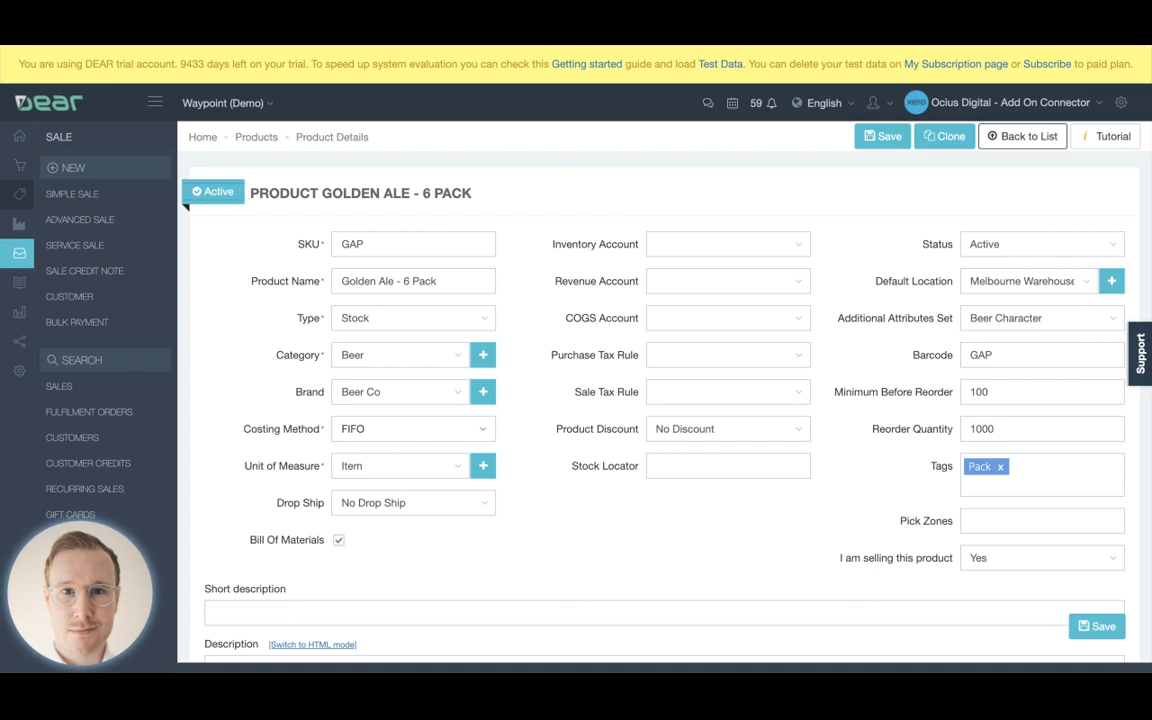 You are using DEAR trial account. 9433 days left on your trial. To speed up system evaluation you can check this Getting started guide and load Test Data. You can delete your test data on My Subscription page or Subscribe to paid plan.
DEAR Waypoint (Demo) 59 English xero Ocius Digital - Add On Connector
SALE
Home Products Product Details Save Clone Back to List i Tutorial
NEW
SIMPLE SALE
ADVANCED SALE
SERVICE SALE
SALE CREDIT NOTE
CUSTOMER
BULK PAYMENT
SEARCH
SALES
FULFILMENT ORDERS
CUSTOMERS
CUSTOMER CREDITS
RECURRING SALES
GIFT CARDS
Active PRODUCT GOLDEN ALE - 6 PACK
SKU* GAP
Product Name* Golden Ale - 6 Pack
Type* Stock
Category* Beer +
Brand Beer Co +
Costing Method* FIFO
Unit of Measure* Item +
Drop Ship No Drop Ship
Bill Of Materials
Inventory Account
Revenue Account
COGS Account
Purchase Tax Rule
Sale Tax Rule
Product Discount No Discount
Stock Locator
Status Active
Default Location Melbourne Warehouse +
Additional Attributes Set Beer Character
Barcode GAP
Minimum Before Reorder 100
Reorder Quantity 1000
Tags Pack x
Pick Zones
I am selling this product Yes
Short description
Save
Description [Switch to HTML mode]
Support